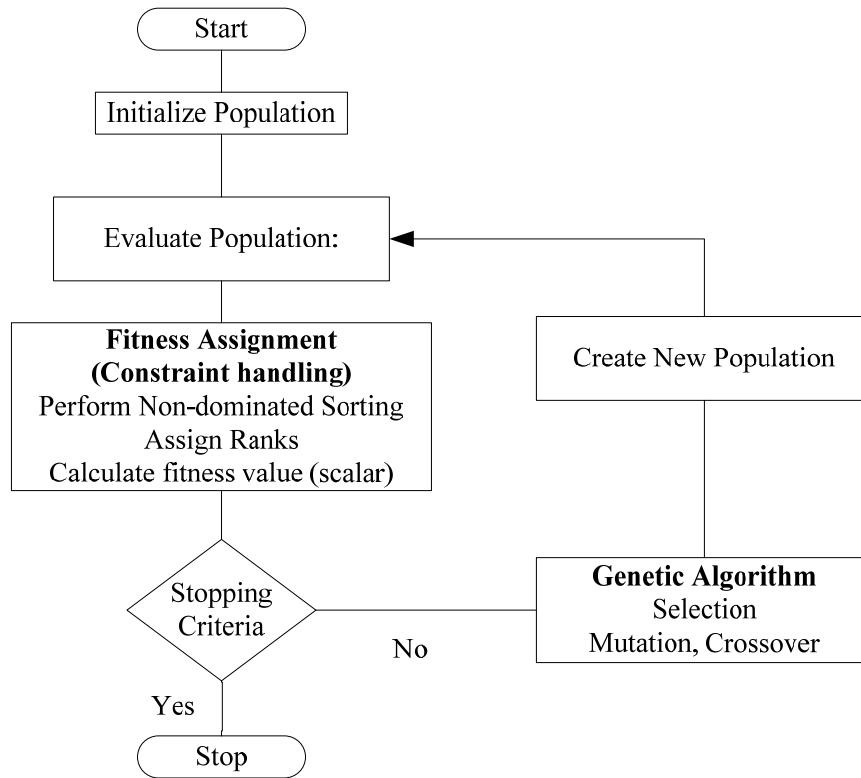 Start
Initialize Population
Evaluate Population:
Fitness Assignment
(Constraint handling)
Perform Non-dominated Sorting
Assign Ranks
Calculate fitness value (scalar)
Create New Population
Stopping
Criteria
Genetic Algorithm
Selection
Mutation, Crossover
No
Yes
Stop